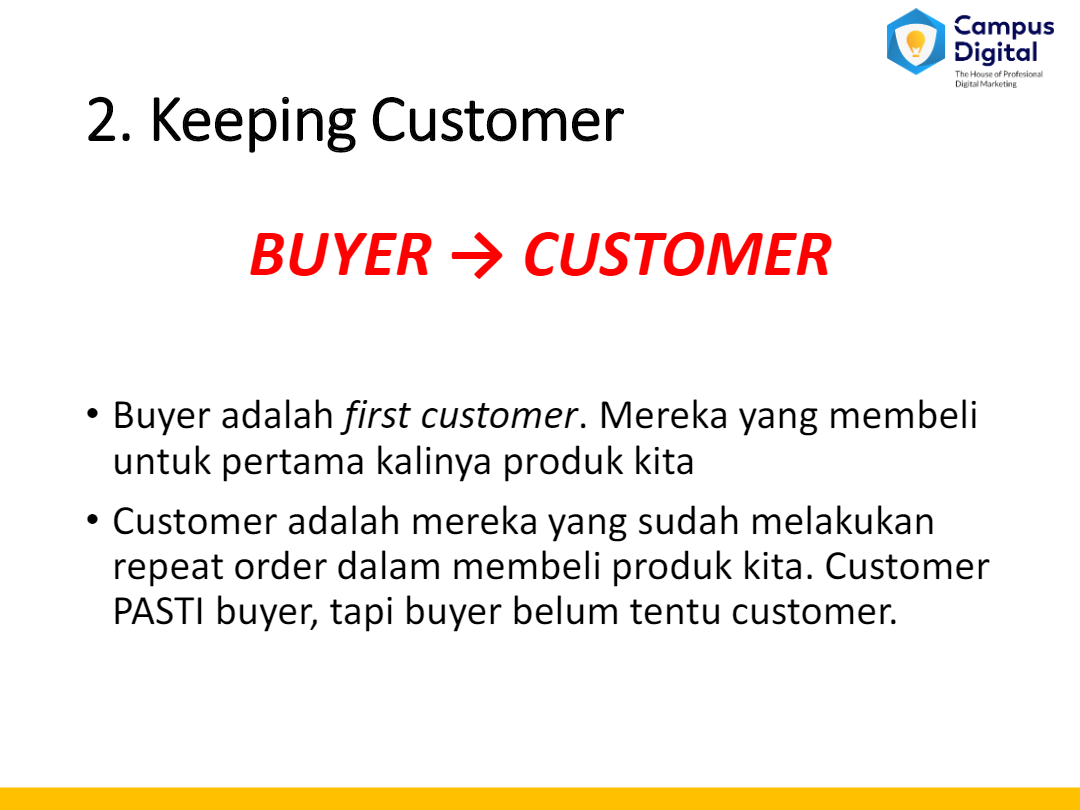 Campus
Digital
The House of Profesional
Digital Marketing
2. Keeping Customer
BUYER → CUSTOMER
• Buyer adalah first customer. Mereka yang membeli
untuk pertama kalinya produk kita
• Customer adalah mereka yang sudah melakukan
repeat order dalam membeli produk kita. Customer
PASTI buyer, tapi buyer belum tentu customer.